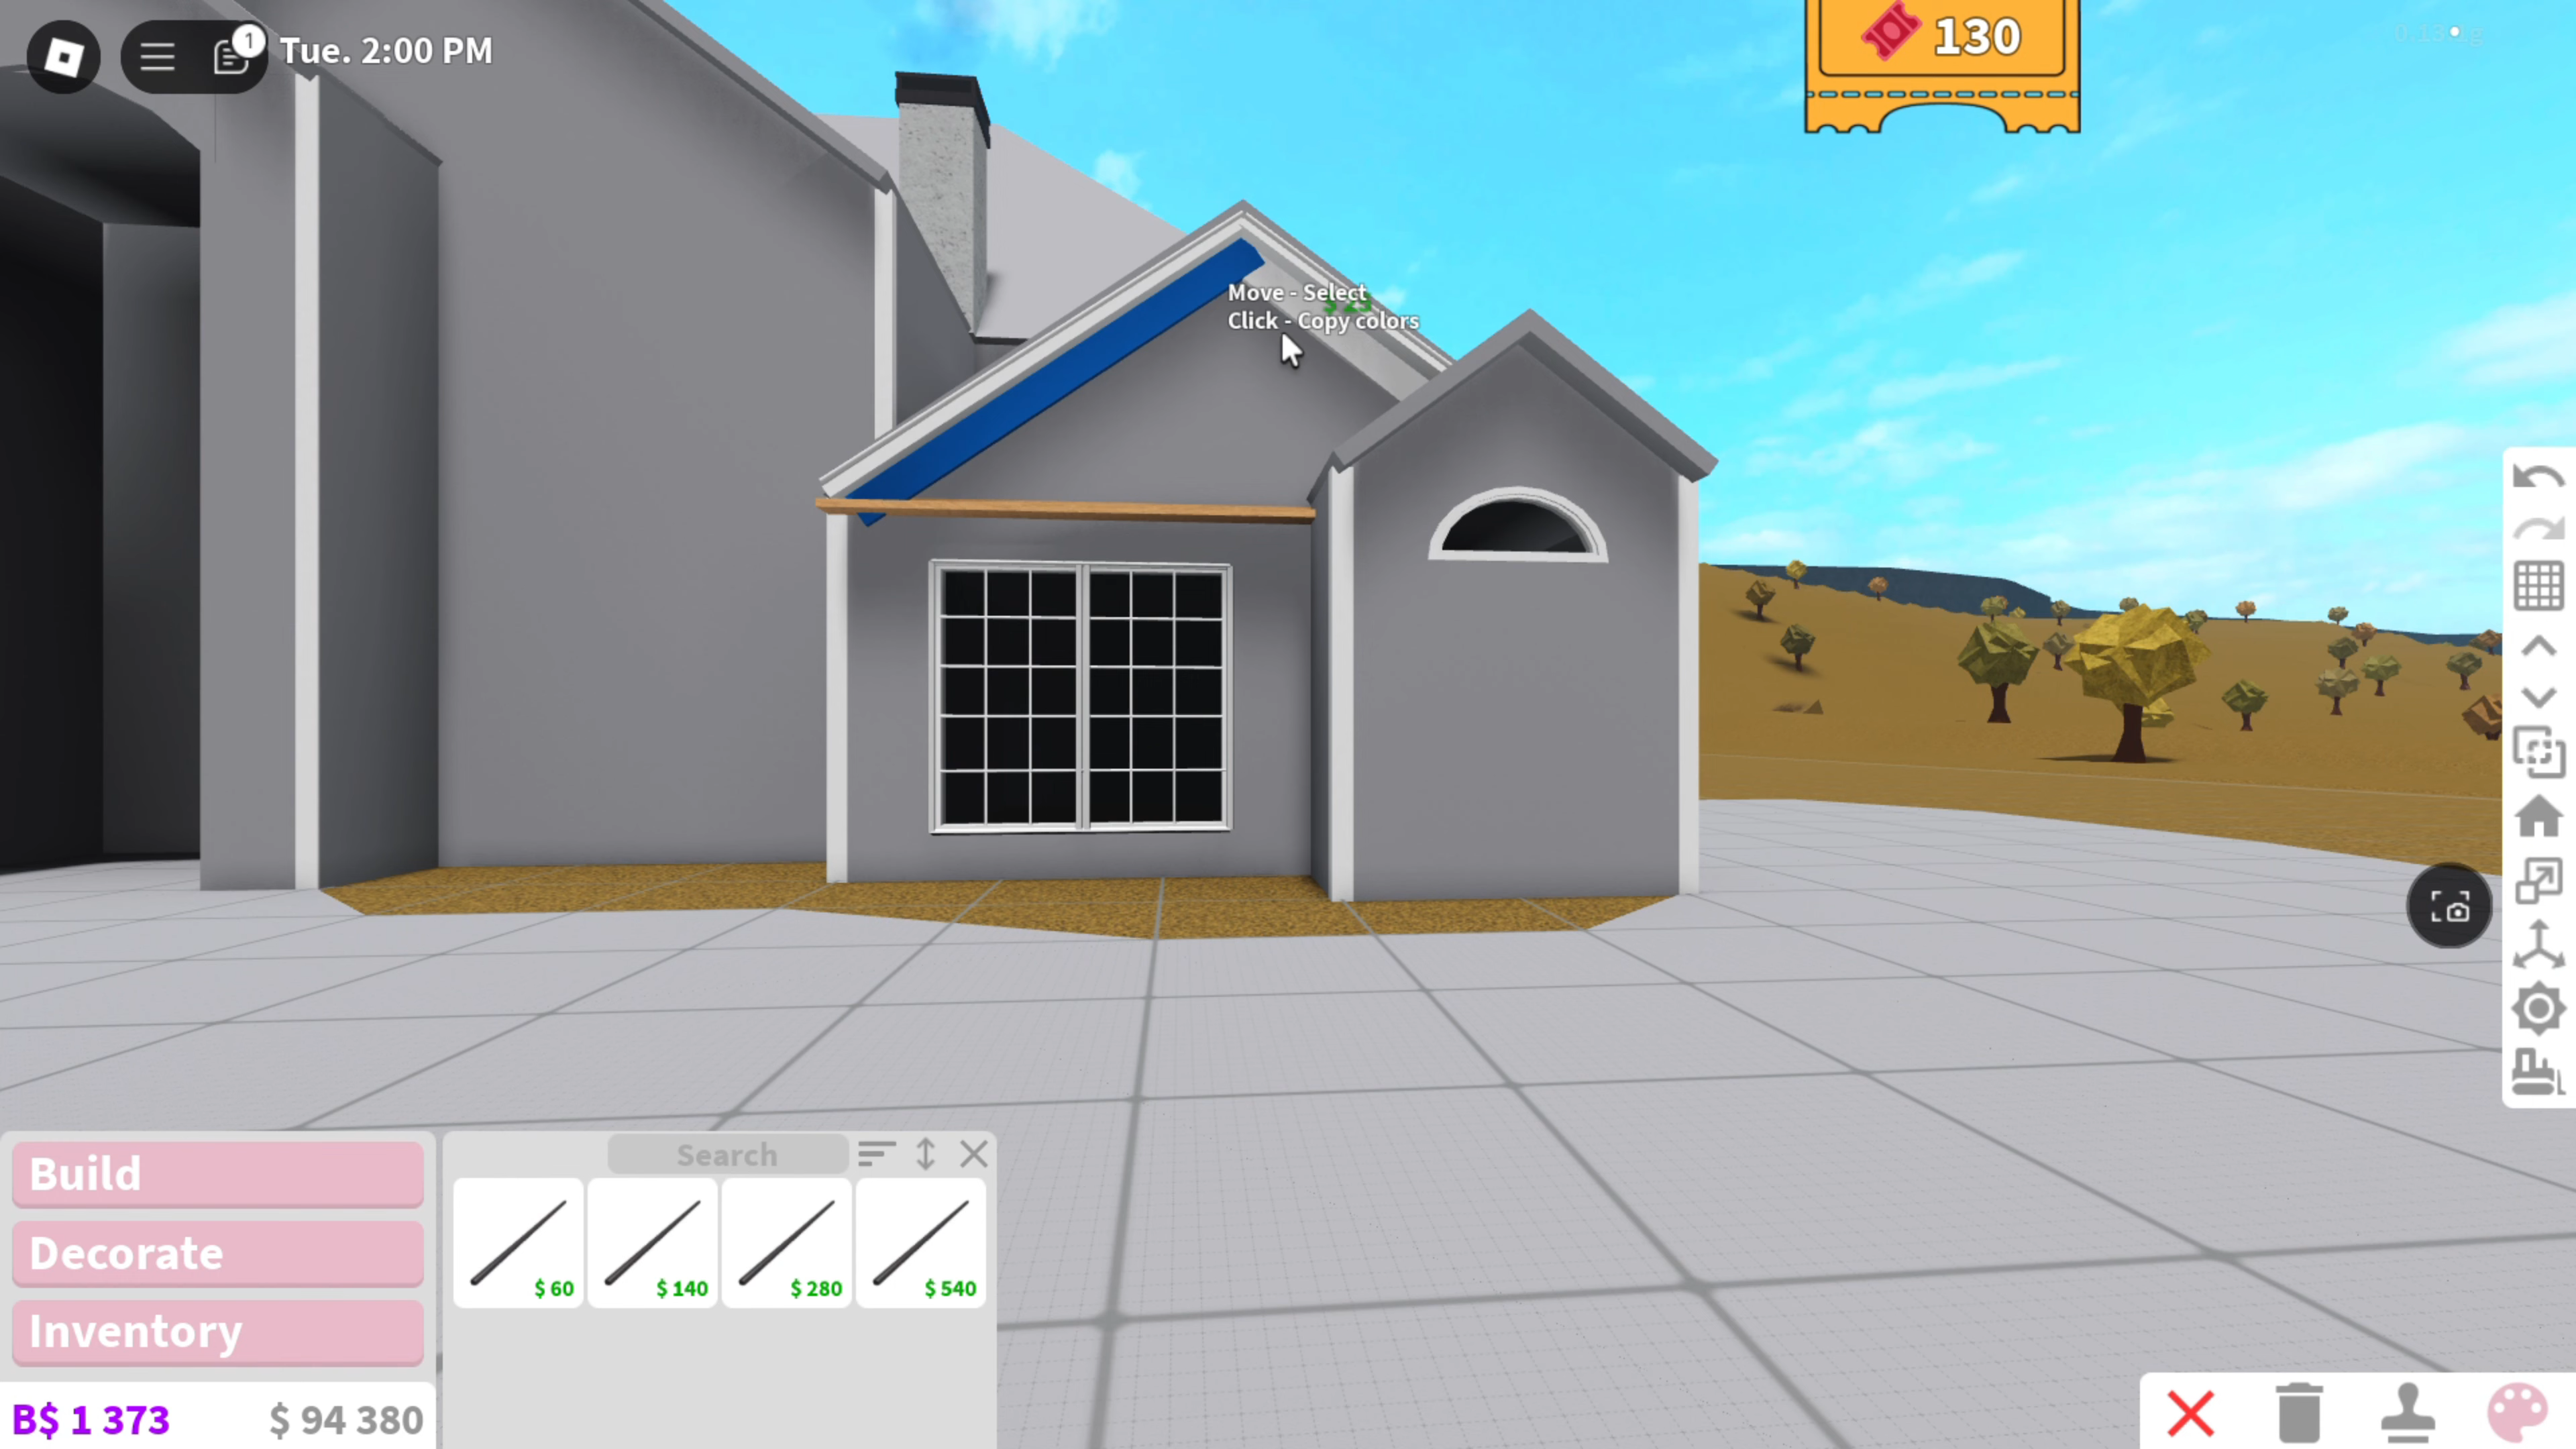 1
Tue. 2:00 PM
130
Move - Select
Click - Copy colors
Build
Decorate
Inventory
B$ 1 373
$ 94 380
Search
$ 60
$ 140
$ 280
$ 540